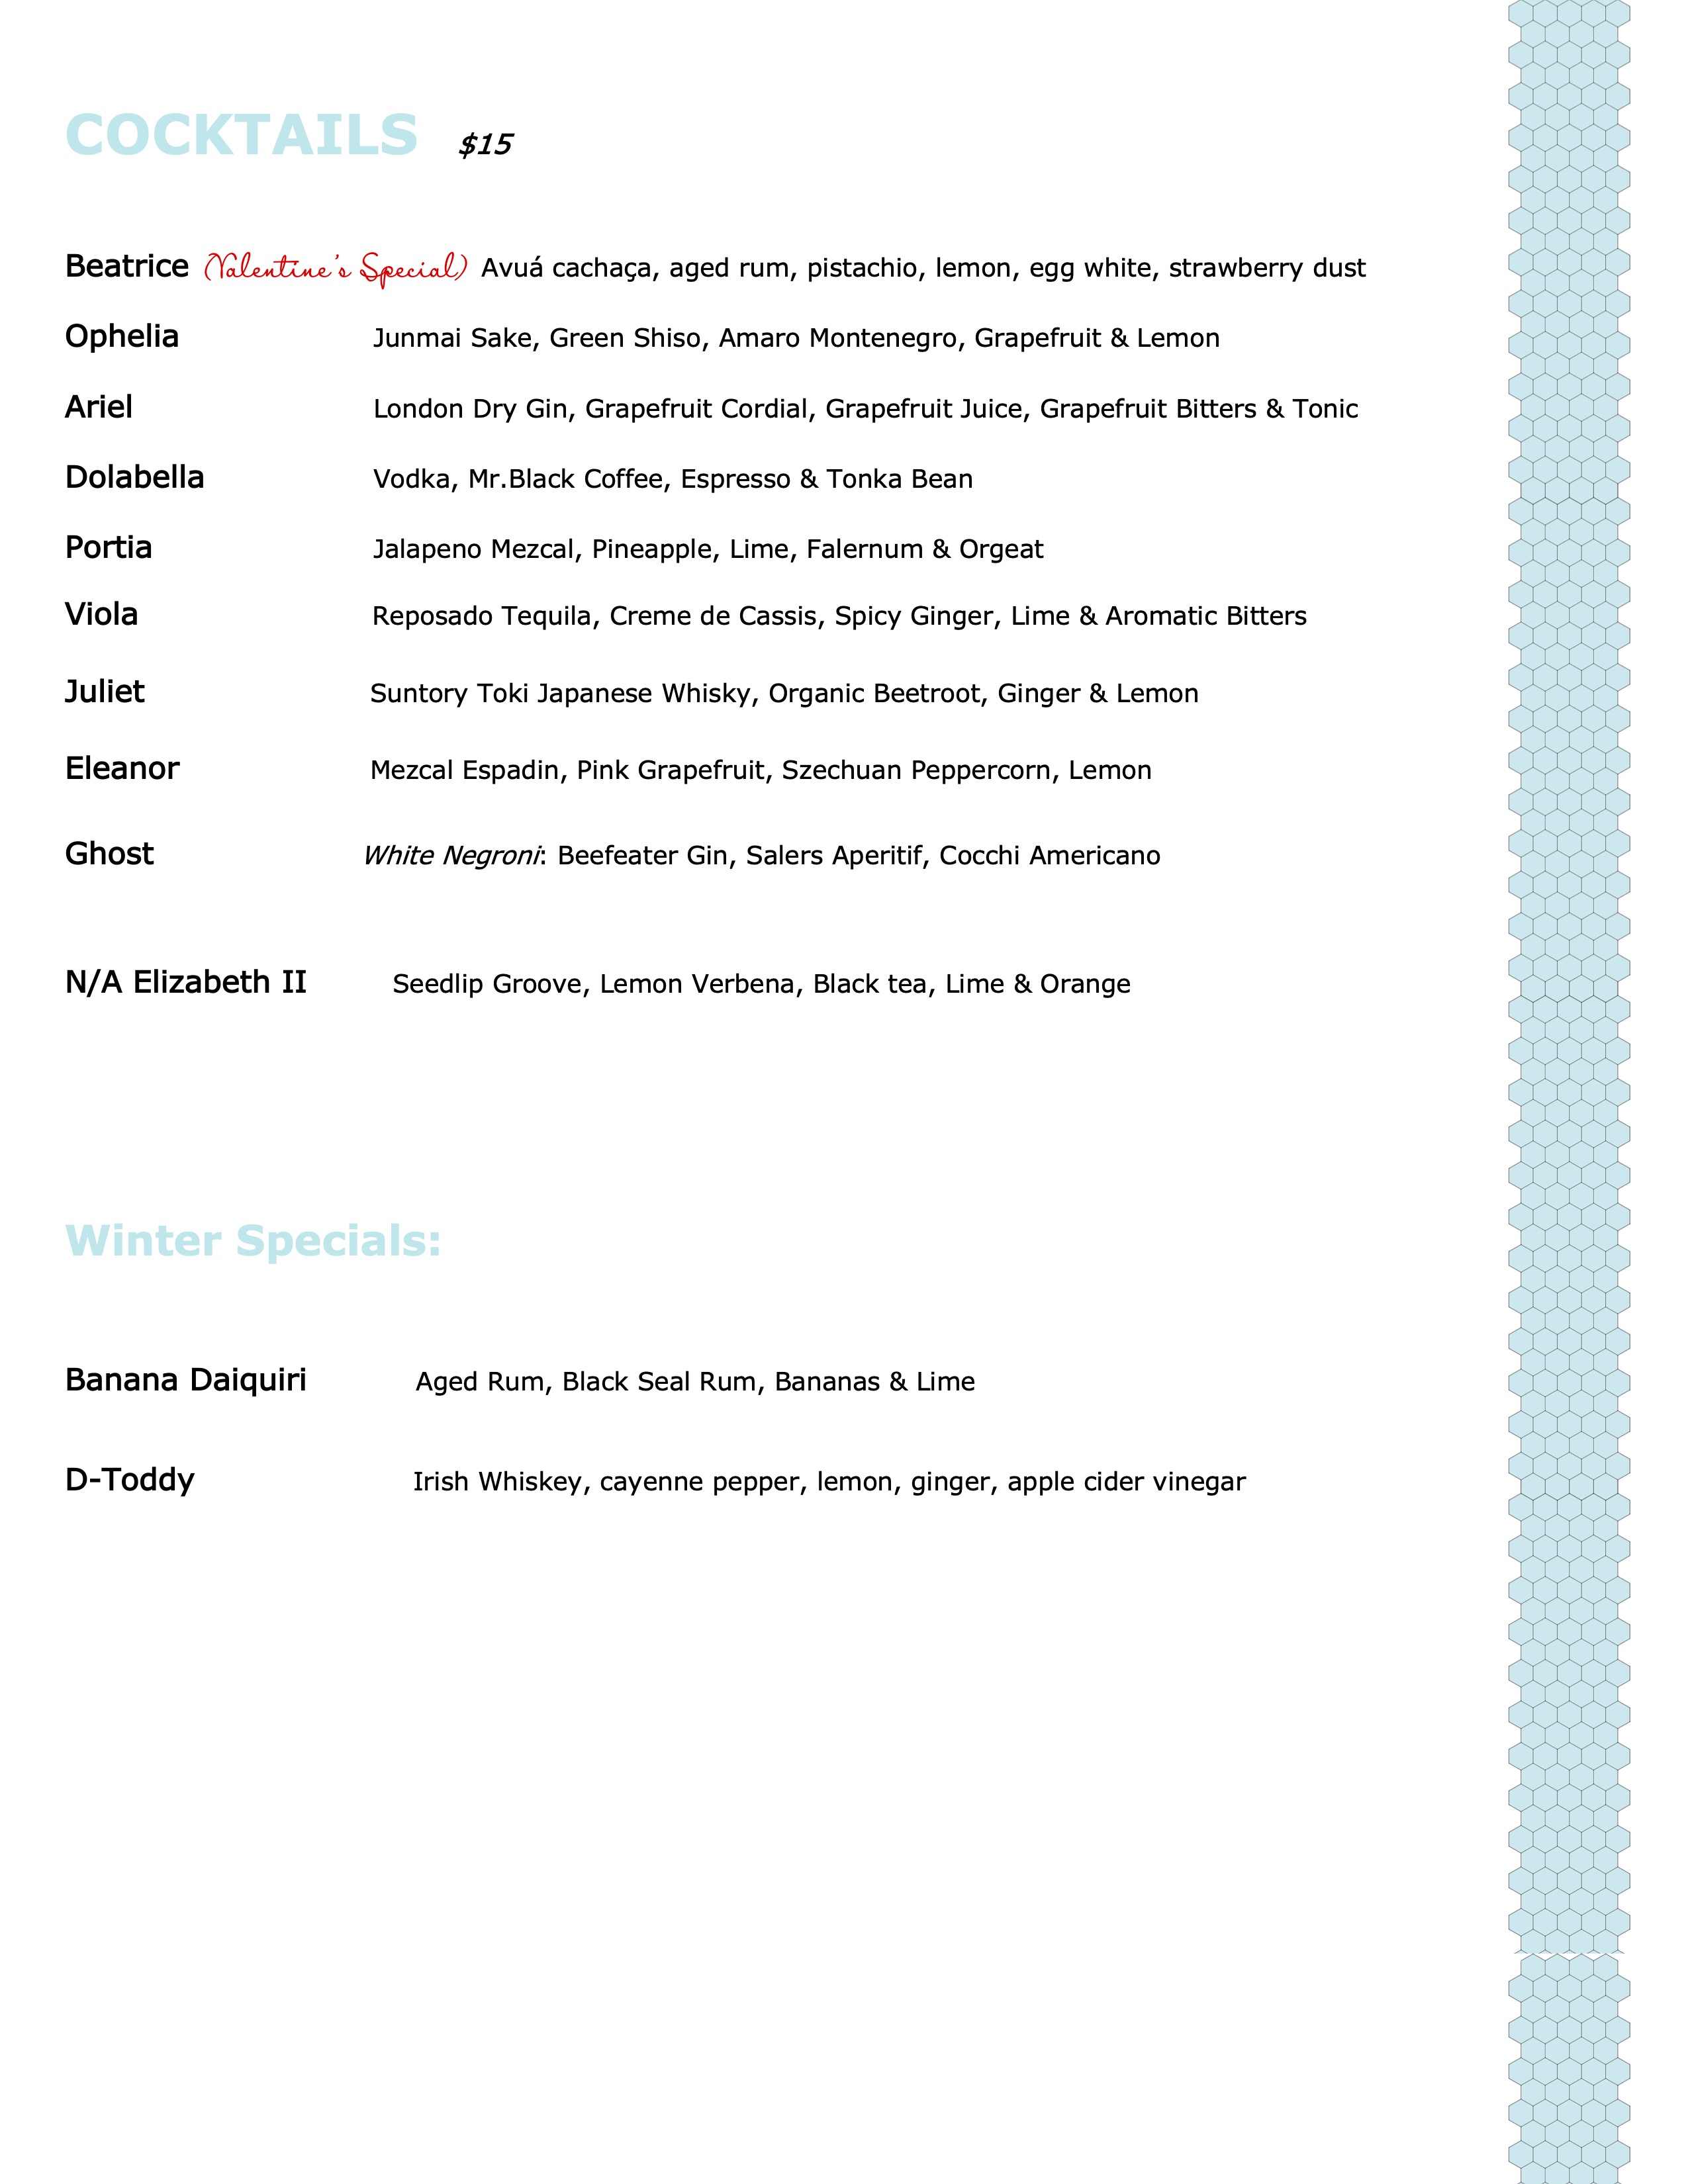 COCKTAILS $15
Beatrice (Valentine's Special) Avuá cachaça, aged rum, pistachio, lemon, egg white, strawberry dust
Ophelia Junmai Sake, Green Shiso, Amaro Montenegro, Grapefruit & Lemon
Ariel London Dry Gin, Grapefruit Cordial, Grapefruit Juice, Grapefruit Bitters & Tonic
Dolabella Vodka, Mr.Black Coffee, Espresso & Tonka Bean
Portia Jalapeno Mezcal, Pineapple, Lime, Falernum & Orgeat
Viola Reposado Tequila, Creme de Cassis, Spicy Ginger, Lime & Aromatic Bitters
Juliet Suntory Toki Japanese Whisky, Organic Beetroot, Ginger & Lemon
Eleanor Mezcal Espadin, Pink Grapefruit, Szechuan Peppercorn, Lemon
Ghost White Negroni: Beefeater Gin, Salers Aperitif, Cocchi Americano
N/A Elizabeth II Seedlip Groove, Lemon Verbena, Black tea, Lime & Orange
Winter Specials:
Banana Daiquiri Aged Rum, Black Seal Rum, Bananas & Lime
D-Toddy Irish Whiskey, cayenne pepper, lemon, ginger, apple cider vinegar